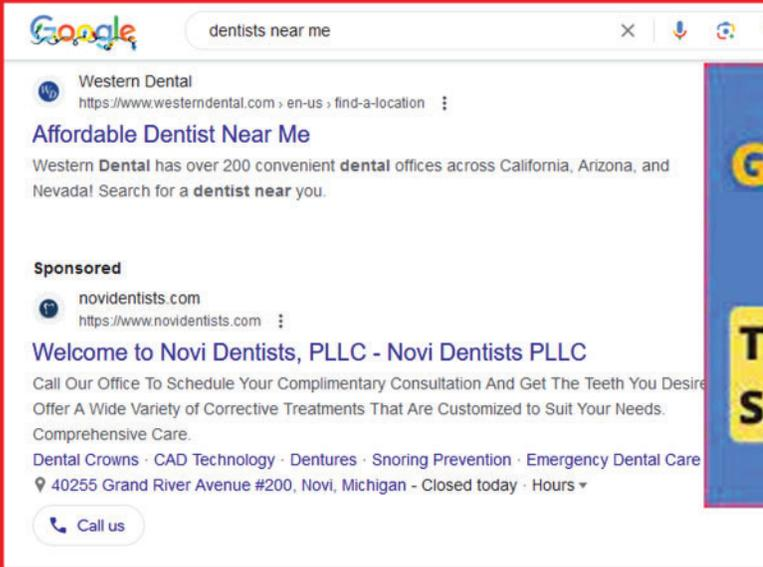 Google
dentists near me
WD
Western Dental
https://www.westerndental.com › en-us › find-a-location
Affordable Dentist Near Me
Western Dental has over 200 convenient dental offices across California, Arizona, and
Nevada! Search for a dentist near you.
Sponsored
novidentists.com
https://www.novidentists.com
Welcome to Novi Dentists, PLLC - Novi Dentists PLLC
Call Our Office To Schedule Your Complimentary Consultation And Get The Teeth You Desire
Offer A Wide Variety of Corrective Treatments That Are Customized to Suit Your Needs.
Comprehensive Care.
Dental Crowns · CAD Technology · Dentures · Snoring Prevention · Emergency Dental Care
40255 Grand River Avenue #200, Novi, Michigan - Closed today · Hours
Call us
G
T
S